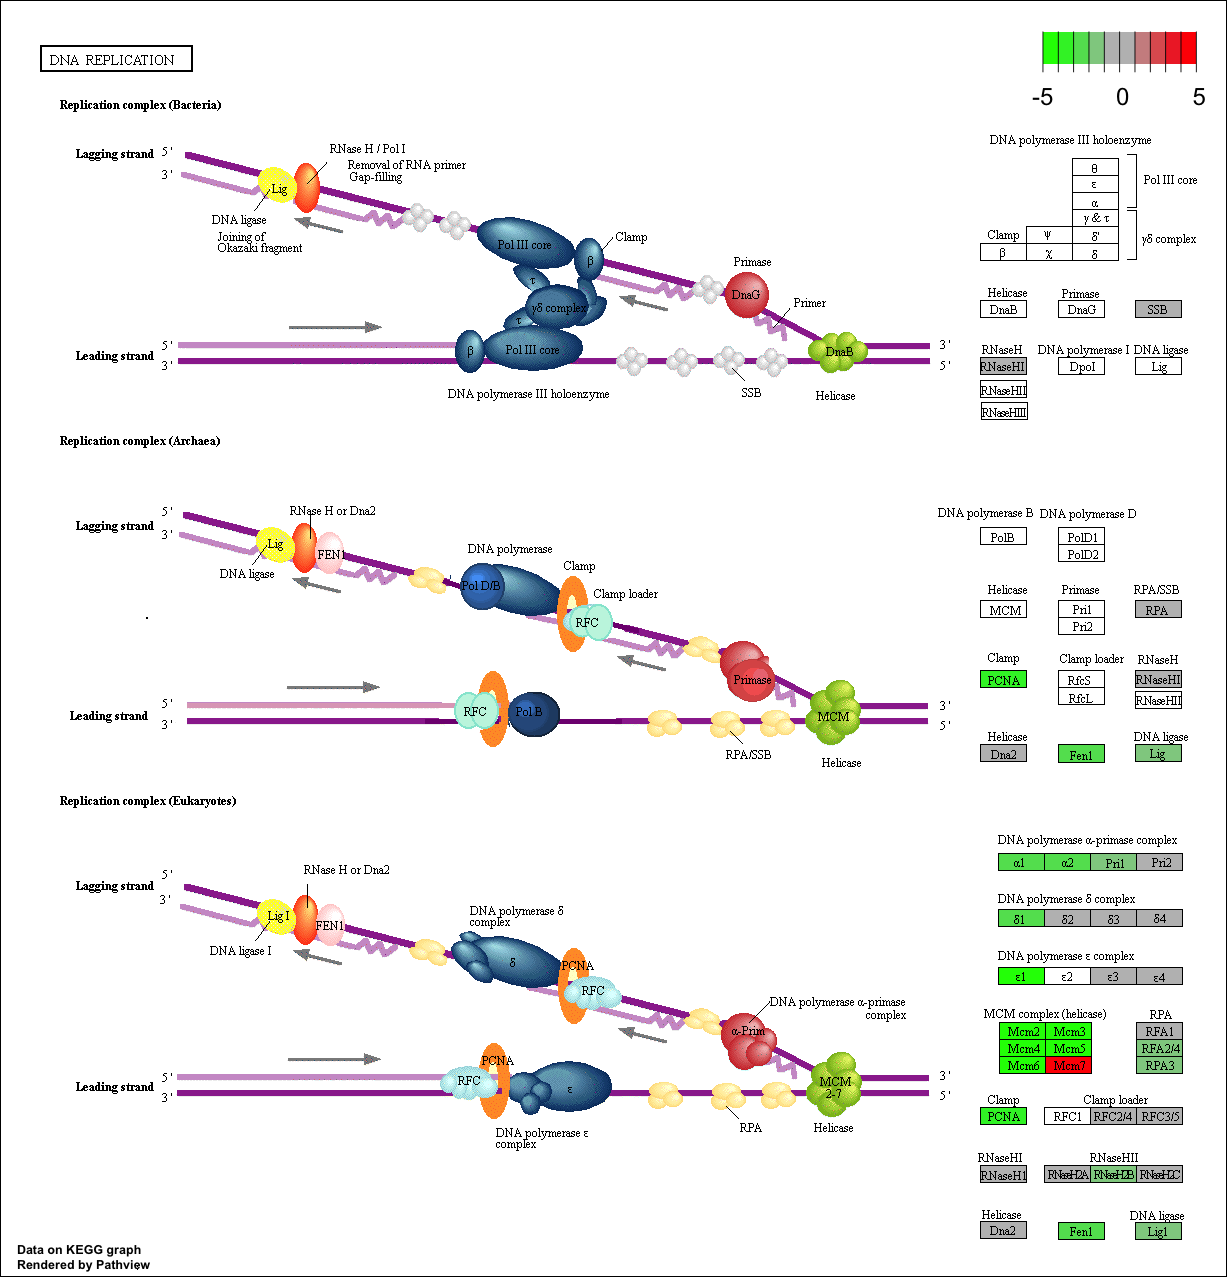 DNA REPLICATION
-5 0 5
Replication complex (Bacteria)
Lagging strand 5'
3'
RNase H / Pol I
Removal of RNA primer
Gap-filling
Lig
DNA ligase
Joining of
Okazaki fragment
Pol III core
Clamp
β
τ
γδ complex
τ
Primase
DnaG
Primer
5'
Leading strand 3'
β
Pol III core
DnaB
3'
5'
DNA polymerase III holoenzyme
SSB
Helicase
DNA polymerase III holoenzyme
θ
ε
α
Pol III core
γ & τ
Clamp ψ δ'
β χ δ
γδ complex
Helicase Primase
DnaB DnaG SSB
RNaseH DNA polymerase I DNA ligase
RNaseHI DpoI Lig
RNaseHII
RNaseHIII
Replication complex (Archaea)
Lagging strand 5'
3'
RNase H or Dna2
Lig
FEN1
DNA ligase
DNA polymerase
Pol D/B
Clamp
Clamp loader
RFC
Primase
5'
Leading strand 3'
RFC
Pol B
MCM
3'
5'
RPA/SSB
Helicase
DNA polymerase B DNA polymerase D
PolB PolD1
PolD2
Helicase Primase RPA/SSB
MCM Pri1 RPA
Pri2
Clamp Clamp loader RNaseH
PCNA RfcS RNaseHI
RfcL RNaseHII
Helicase DNA ligase
Dna2 Fen1 Lig
Replication complex (Eukaryotes)
Lagging strand 5'
3'
RNase H or Dna2
Lig I
FEN1
DNA ligase I
DNA polymerase δ
complex
δ
PCNA
RFC
DNA polymerase α-primase
complex
α-Prim
5'
Leading strand 3'
PCNA
RFC
ε
MCM
2-7
3'
5'
DNA polymerase ε
complex
RPA
Helicase
DNA polymerase α-primase complex
α1 α2 Pri1 Pri2
DNA polymerase δ complex
δ1 δ2 δ3 δ4
DNA polymerase ε complex
ε1 ε2 ε3 ε4
MCM complex (helicase) RPA
Mcm2 Mcm3 RFA1
Mcm4 Mcm5 RFA2/4
Mcm6 Mcm7 RPA3
Clamp Clamp loader
PCNA RFC1 RFC2/4 RFC3/5
RNaseHI RNaseHII
RNaseH1 RNaseH2A RNaseH2B RNaseH2C
Helicase DNA ligase
Dna2 Fen1 Lig1
Data on KEGG graph
Rendered by Pathview